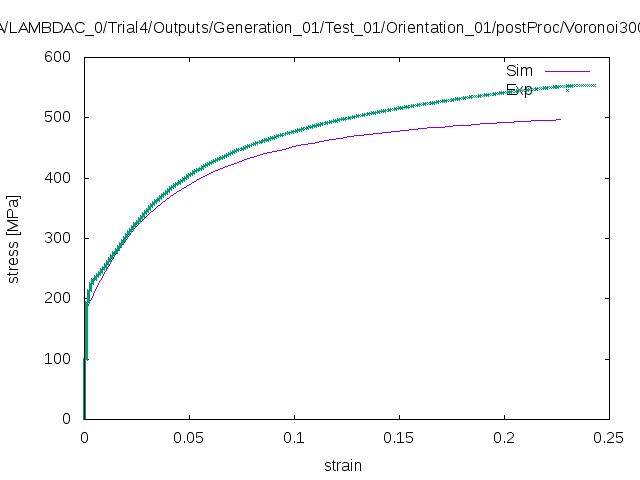 /LAMBDAC_0/Trial4/Outputs/Generation_01/Test_01/Orientation_01/postProc/Voronoi300
600
500
400
300
200
100
0
stress [MPa]
Sim
Exp
0
0.05
0.1
0.15
0.2
0.25
strain